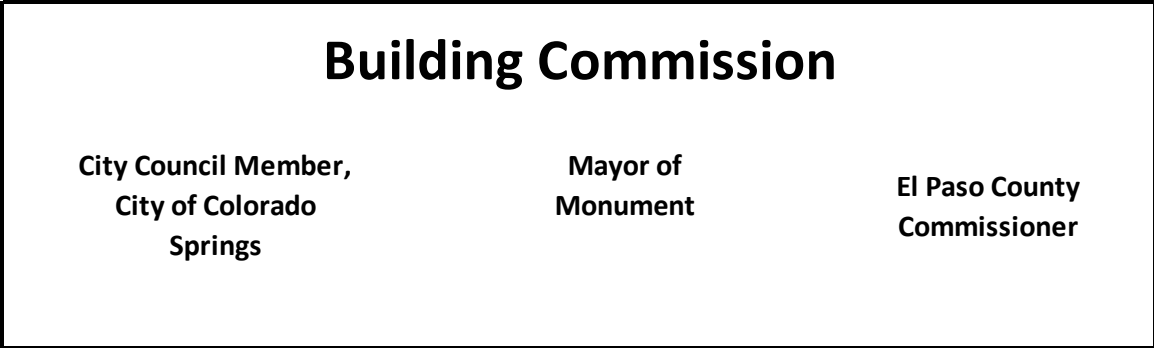 Building Commission
City Council Member,
City of Colorado
Springs
Mayor of
Monument
El Paso County
Commissioner